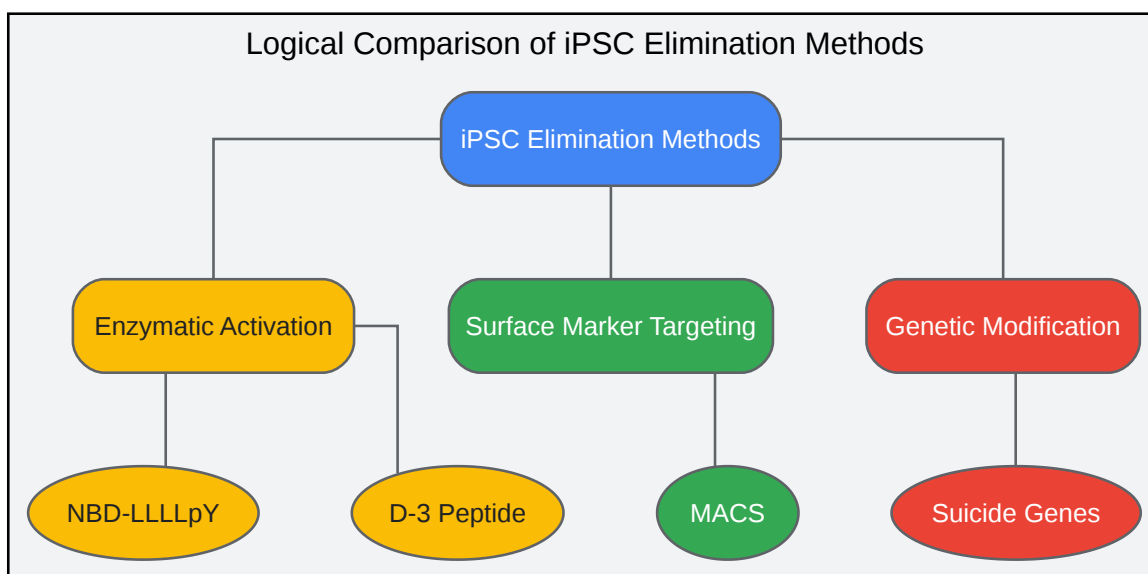 Logical Comparison of iPSC Elimination Methods
iPSC Elimination Methods
Enzymatic Activation
Surface Marker Targeting
Genetic Modification
NBD-LLLLpY
D-3 Peptide
MACS
Suicide Genes